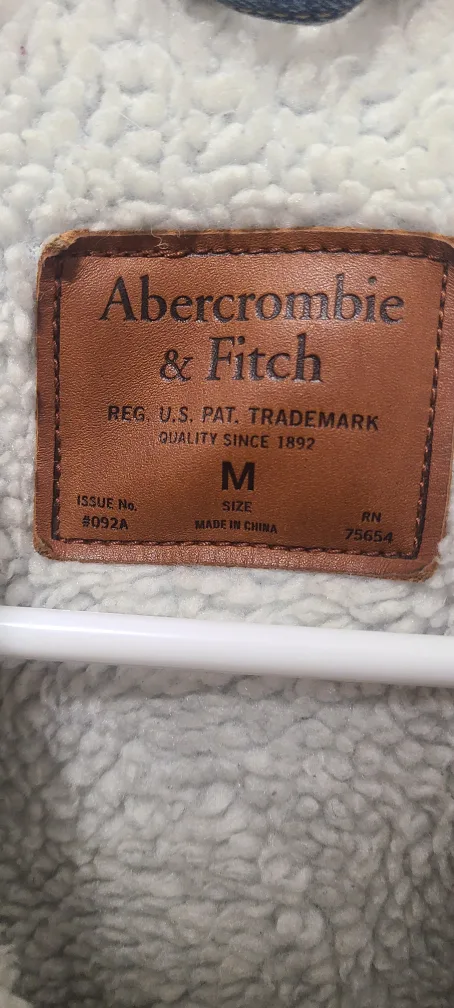 Abercrombie
& Fitch
REG. U.S. PAT. TRADEMARK
QUALITY SINCE 1892
M
SIZE
MADE IN CHINA
ISSUE No.
#092A
RN
75654